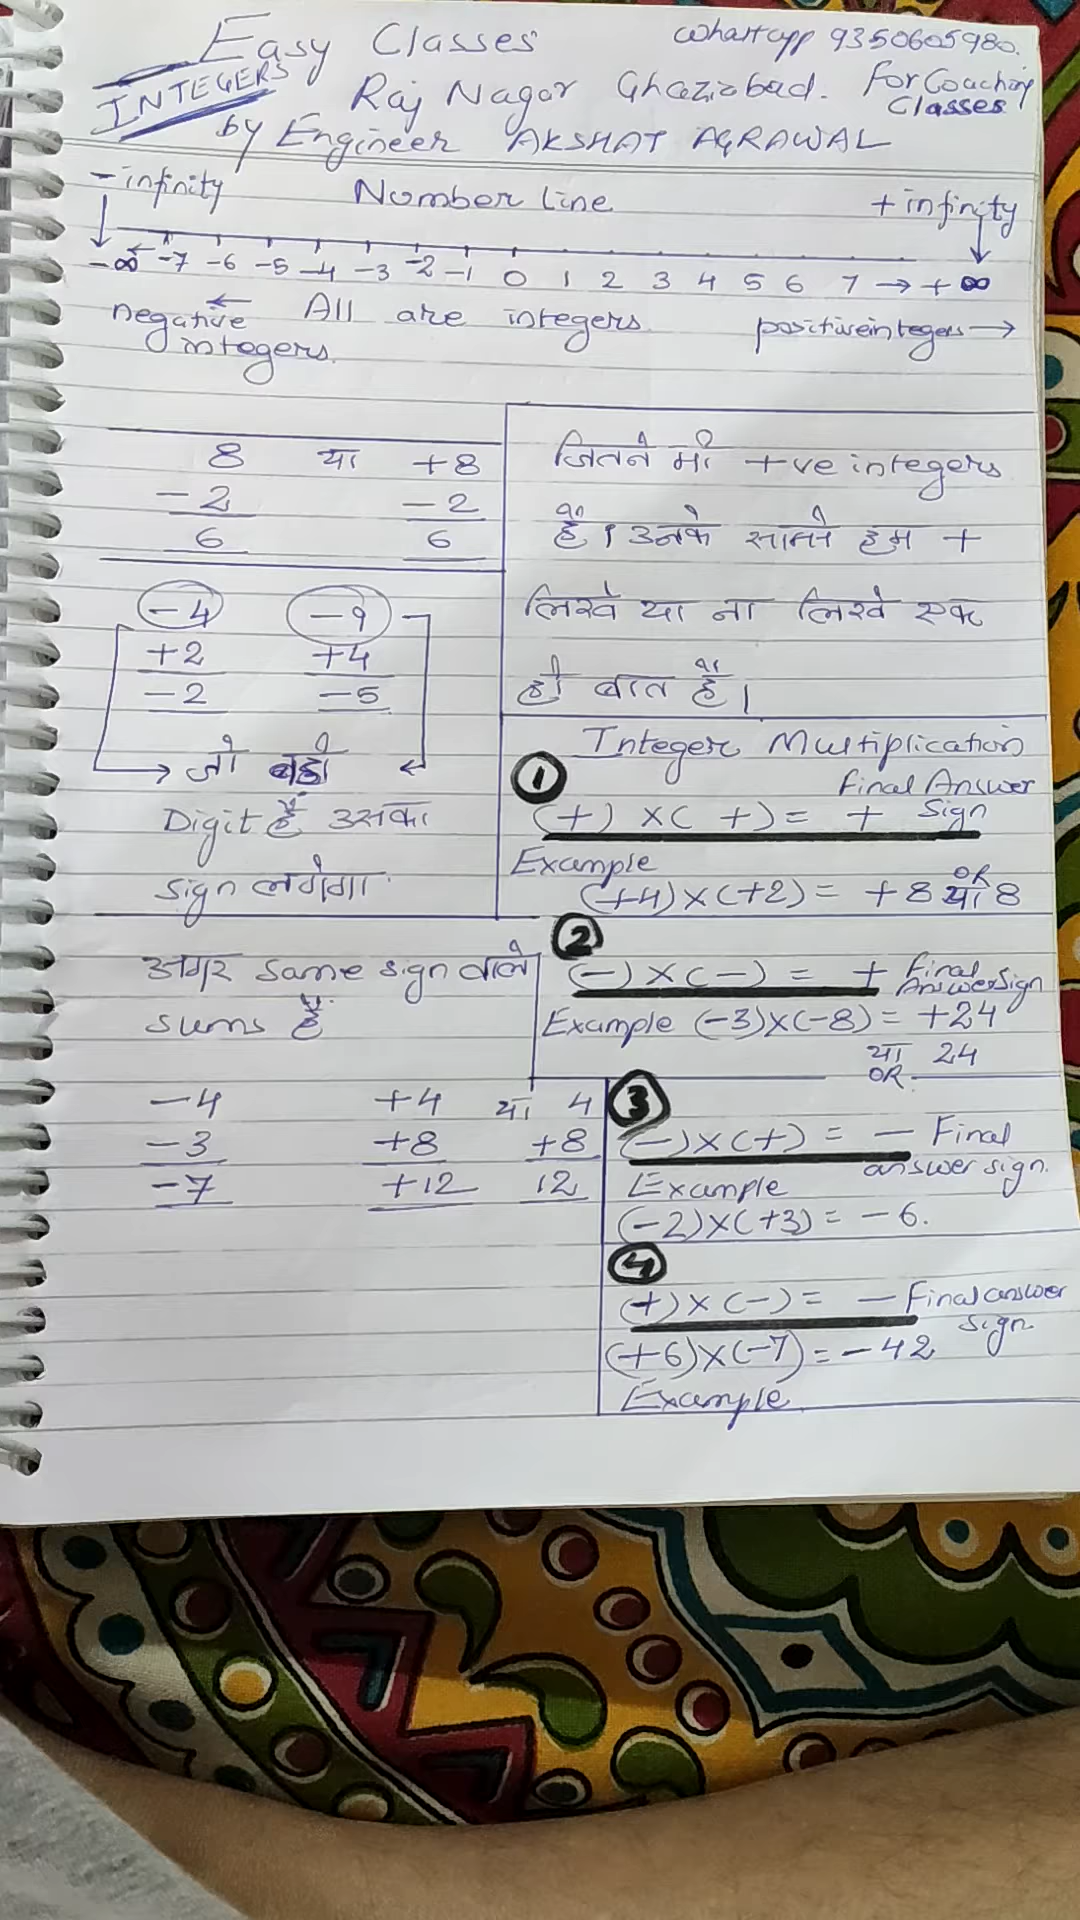 Easy Classes
Whatsapp 9350605980.
INTEGERS
Raj Nagar Ghaziabad.
For Coaching
Classes
by Engineer AKSHAT AGRAWAL
- infinity
Number Line
+ infinity
-∞ ← -7 -6 -5 -4 -3 -2 -1 0 1 2 3 4 5 6 7 → +∞
← negative integers.
All are integers
positive integers →
8 या +8
-2 -2
6 6
जितने भी +ve integers
हैं। उनके सामने हम +
लिखे या ना लिखे एक
ही बात है।
-4 -9
+2 +4
-2 -5
→ जो बड़ी ←
Digit हैं उसका
sign लगेगा.
Integer Multiplication
1
Final Answer
(+) x (+) = + Sign
Example
(+4) x (+2) = +8 OR या 8
अगर same sign वाले
sums हैं
2
(-) x (-) = + Final
Answer Sign
Example (-3)x(-8) = +24
या 24
OR
-4 +4 या 4
-3 +8 +8
-7 +12 12
3
(-) x (+) = - Final
answer sign.
Example
(-2)x(+3) = -6.
4
(+) x (-) = - Final answer
sign.
(+6)x(-7) = -42
Example